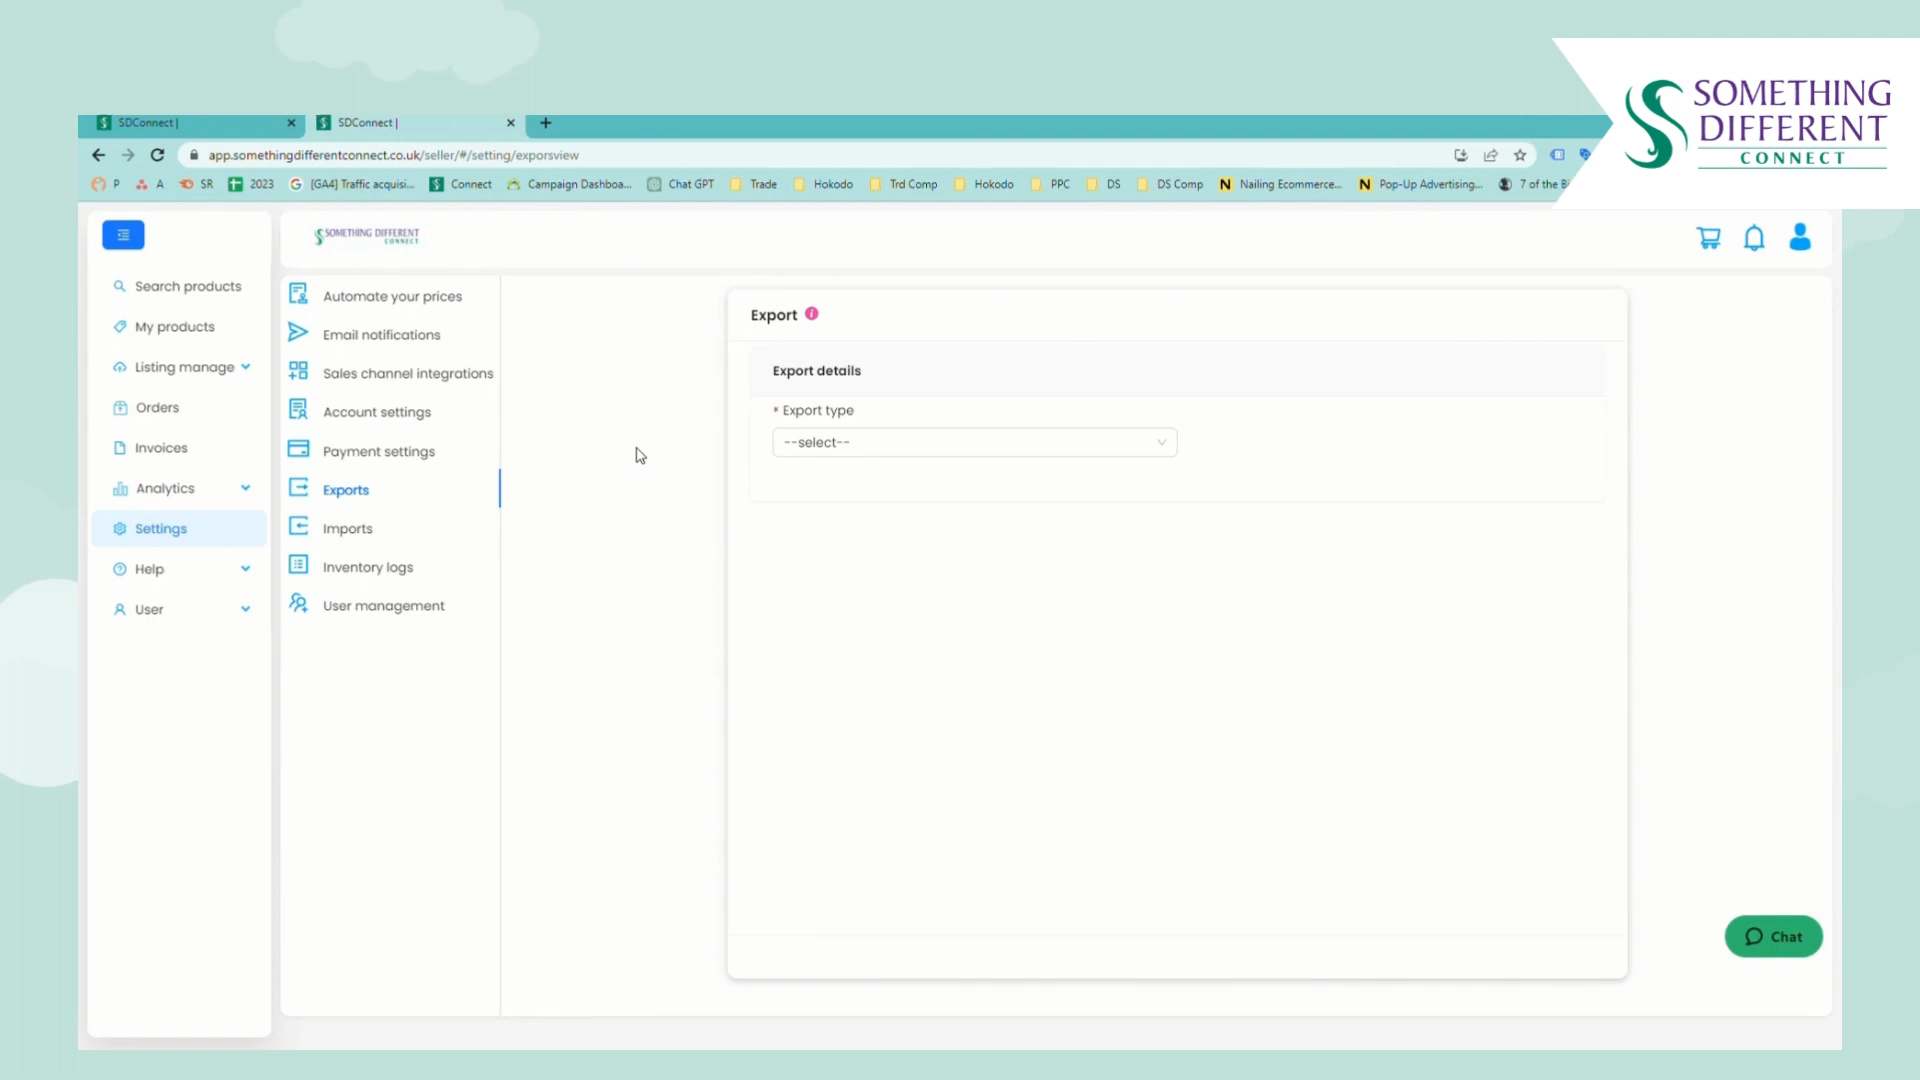 SOMETHING
DIFFERENT
CONNECT
SDConnect |
SDConnect |
app.somethingdifferentconnect.co.uk/seller/#/setting/exporsview
P
A
SR
2023
[GA4] Traffic acquisi...
Connect
Campaign Dashboa...
Chat GPT
Trade
Hokodo
Trd Comp
Hokodo
PPC
DS
DS Comp
Nailing Ecommerce...
Pop-Up Advertising...
7 of the
SOMETHING DIFFERENT
CONNECT
Search products
My products
Listing manage
Orders
Invoices
Analytics
Settings
Help
User
Automate your prices
Email notifications
Sales channel integrations
Account settings
Payment settings
Exports
Imports
Inventory logs
User management
Export
Export details
* Export type
--select--
Chat